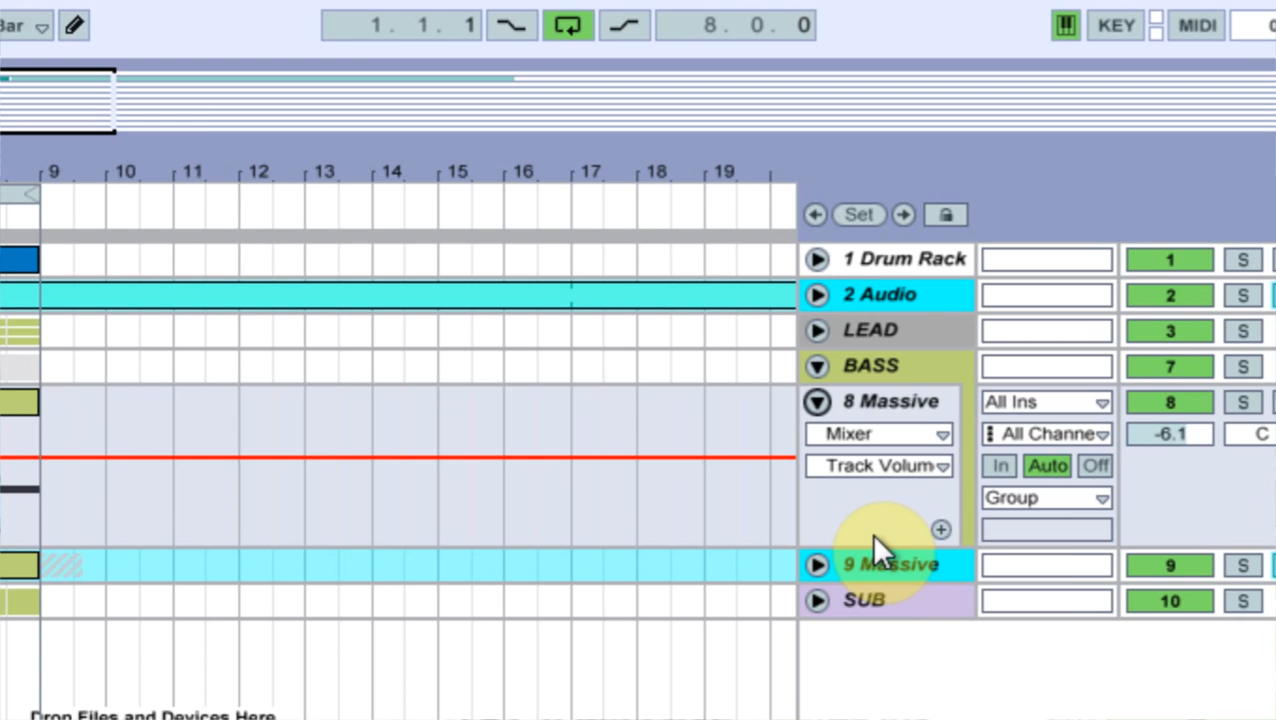 Bar 1. 1. 1 8. 0. 0 KEY MIDI
9 10 11 12 13 14 15 16 17 18 19
Set
1 Drum Rack 1 S
2 Audio 2 S
LEAD 3 S
BASS 7 S
8 Massive All Ins 8 S
Mixer All Channe -6.1 C
Track Volum In Auto Off
Group
9 Massive 9 S
SUB 10 S
Drop Files and Devices Here